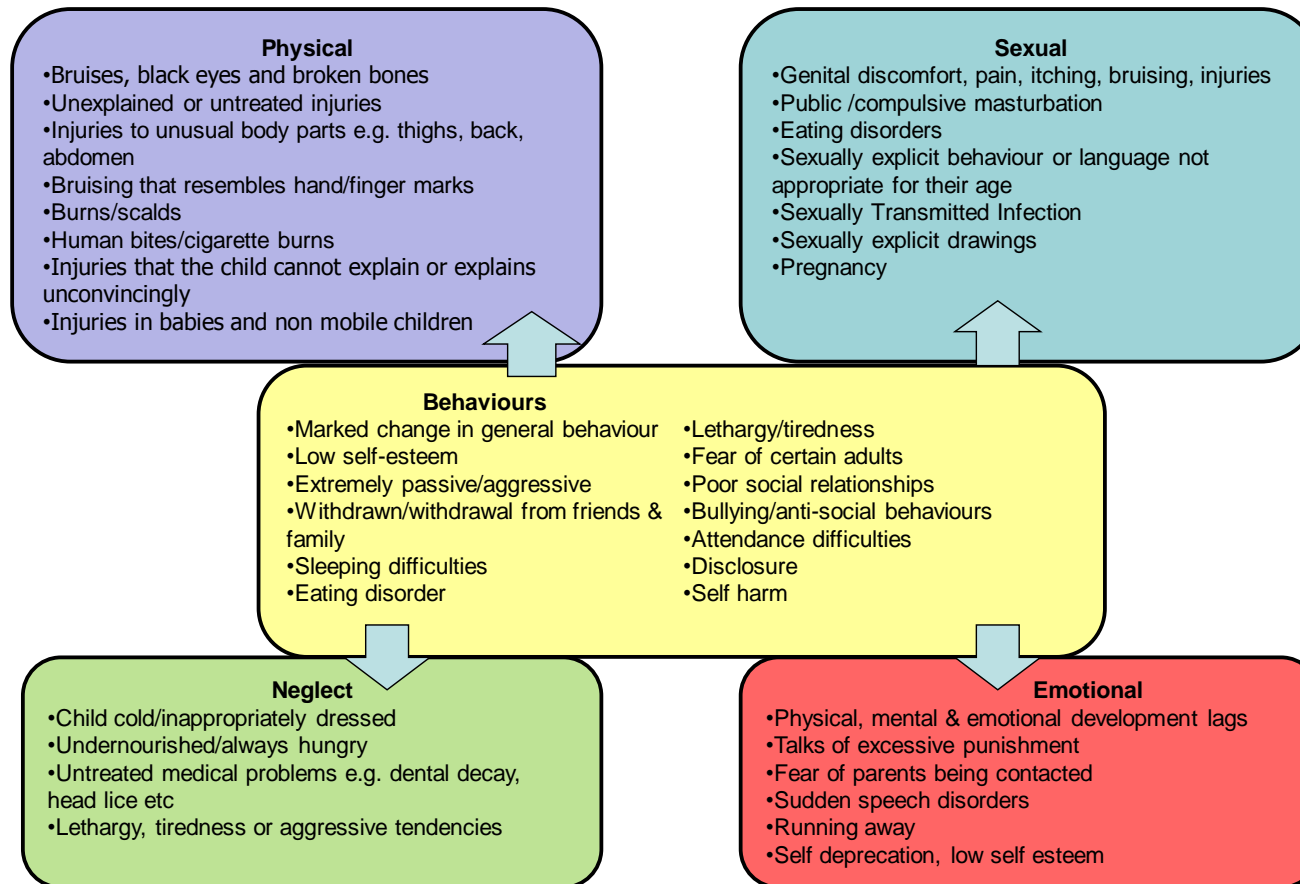 Physical
•Bruises, black eyes and broken bones
•Unexplained or untreated injuries
•Injuries to unusual body parts e.g. thighs, back,
abdomen
•Bruising that resembles hand/finger marks
•Burns/scalds
•Human bites/cigarette burns
•Injuries that the child cannot explain or explains
unconvincingly
•Injuries in babies and non mobile children
Sexual
•Genital discomfort, pain, itching, bruising, injuries
•Public /compulsive masturbation
•Eating disorders
•Sexually explicit behaviour or language not
appropriate for their age
•Sexually Transmitted Infection
•Sexually explicit drawings
•Pregnancy
Behaviours
•Marked change in general behaviour
•Low self-esteem
•Extremely passive/aggressive
•Withdrawn/withdrawal from friends &
family
•Sleeping difficulties
•Eating disorder
•Lethargy/tiredness
•Fear of certain adults
•Poor social relationships
•Bullying/anti-social behaviours
•Attendance difficulties
•Disclosure
•Self harm
Neglect
•Child cold/inappropriately dressed
•Undernourished/always hungry
•Untreated medical problems e.g. dental decay,
head lice etc
•Lethargy, tiredness or aggressive tendencies
Emotional
•Physical, mental & emotional development lags
•Talks of excessive punishment
•Fear of parents being contacted
•Sudden speech disorders
•Running away
•Self deprecation, low self esteem